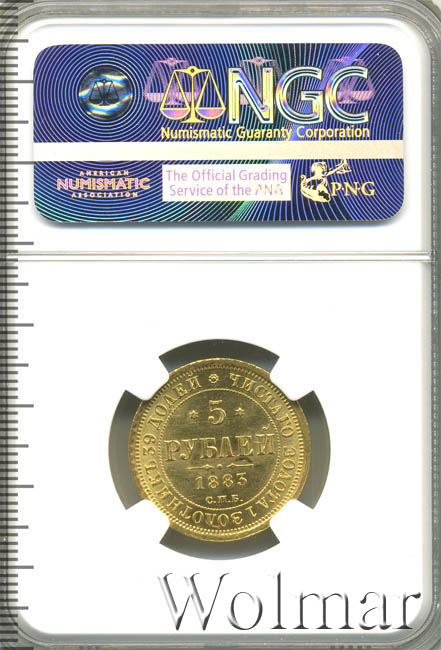 NGC
Numismatic Guaranty Corporation
AMERICAN
NUMISMATIC
ASSOCIATION
The Official Grading
Service of the PNG
PNG
ЧИСТАГО ЗОЛОТА 1 ЗОЛОТНИКЪ 39 ДОЛЕЙ
5
РУБЛЕЙ
1883
С.П.Б.
Wolmar